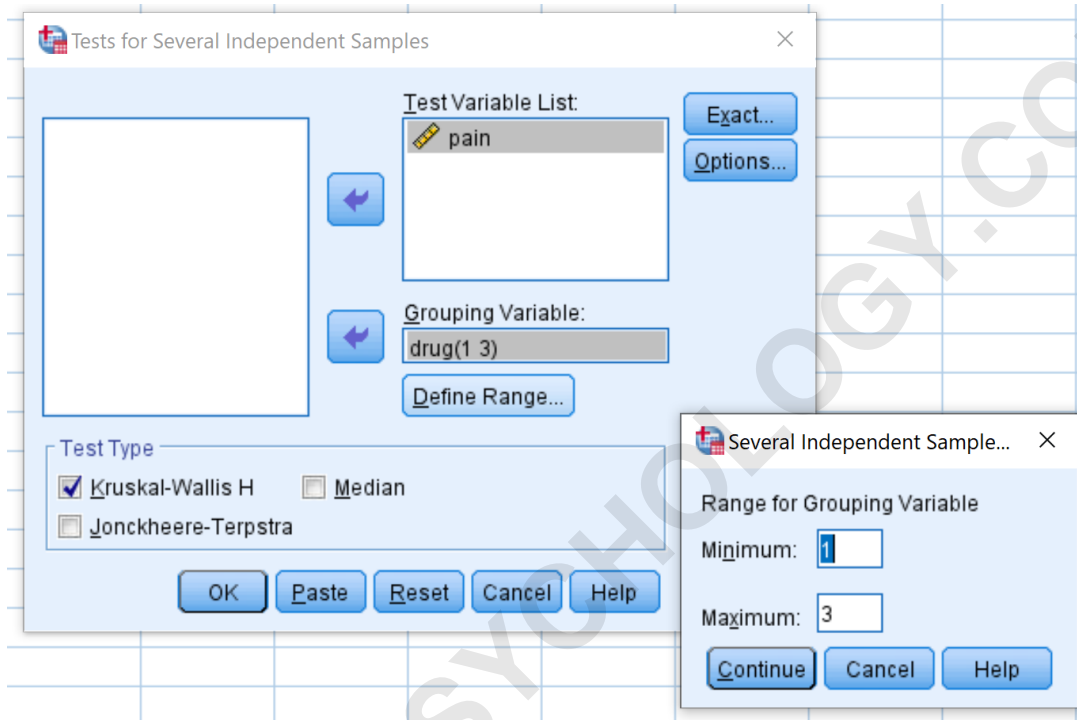 Tests for Several Independent Samples
Test Variable List:
pain
Exact...
Options...
Grouping Variable:
drug(1 3)
Define Range...
Test Type
Kruskal-Wallis H
Median
Jonckheere-Terpstra
OK
Paste
Reset
Cancel
Help
Several Independent Sample...
Range for Grouping Variable
Minimum: 1
Maximum: 3
Continue
Cancel
Help
SYCHOLOGY.CO